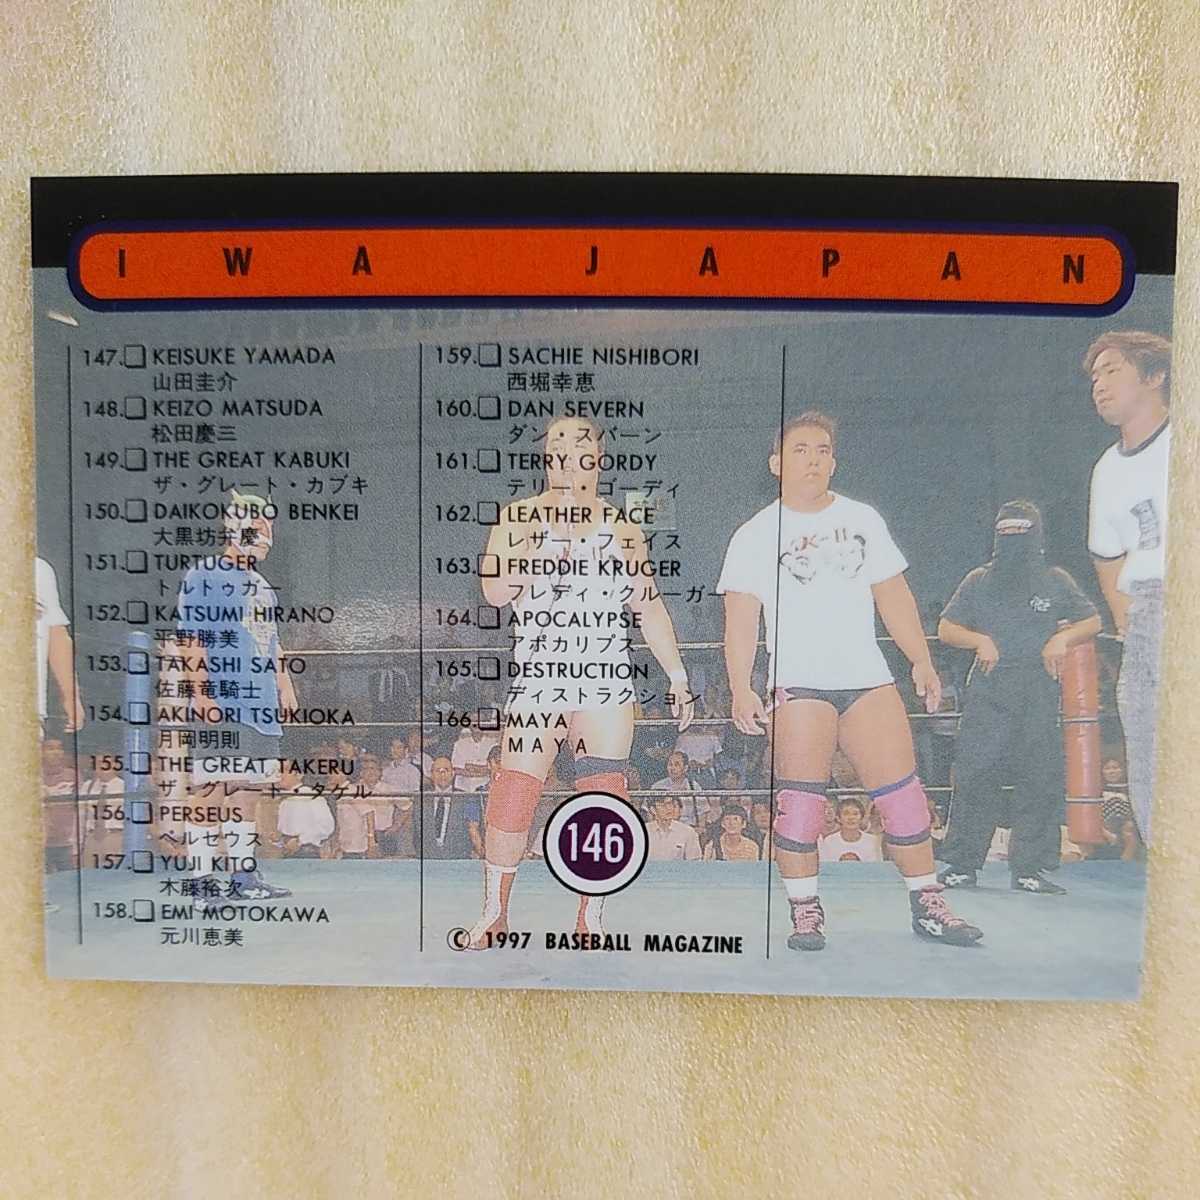 IWA JAPAN
147. KEISUKE YAMADA
山田圭介
148. KEIZO MATSUDA
松田慶三
149. THE GREAT KABUKI
ザ・グレート・カブキ
150. DAIKOKUBO BENKEI
大黒坊弁慶
151. TURTUGER
トルトゥガー
152. KATSUMI HIRANO
平野勝美
153. TAKASHI SATO
佐藤竜騎士
154. AKINORI TSUKIOKA
月岡明則
155. THE GREAT TAKERU
ザ・グレート・タケル
156. PERSEUS
ペルセウス
157. YUJI KITO
木藤裕次
158. EMI MOTOKAWA
元川恵美
159. SACHIE NISHIBORI
西堀幸恵
160. DAN SEVERN
ダン・スバーン
161. TERRY GORDY
テリー・ゴーディ
162. LEATHER FACE
レザー・フェイス
163. FREDDIE KRUGER
フレディ・クルーガー
164. APOCALYPSE
アポカリプス
165. DESTRUCTION
ディストラクション
166. MAYA
MAYA
146
© 1997 BASEBALL MAGAZINE